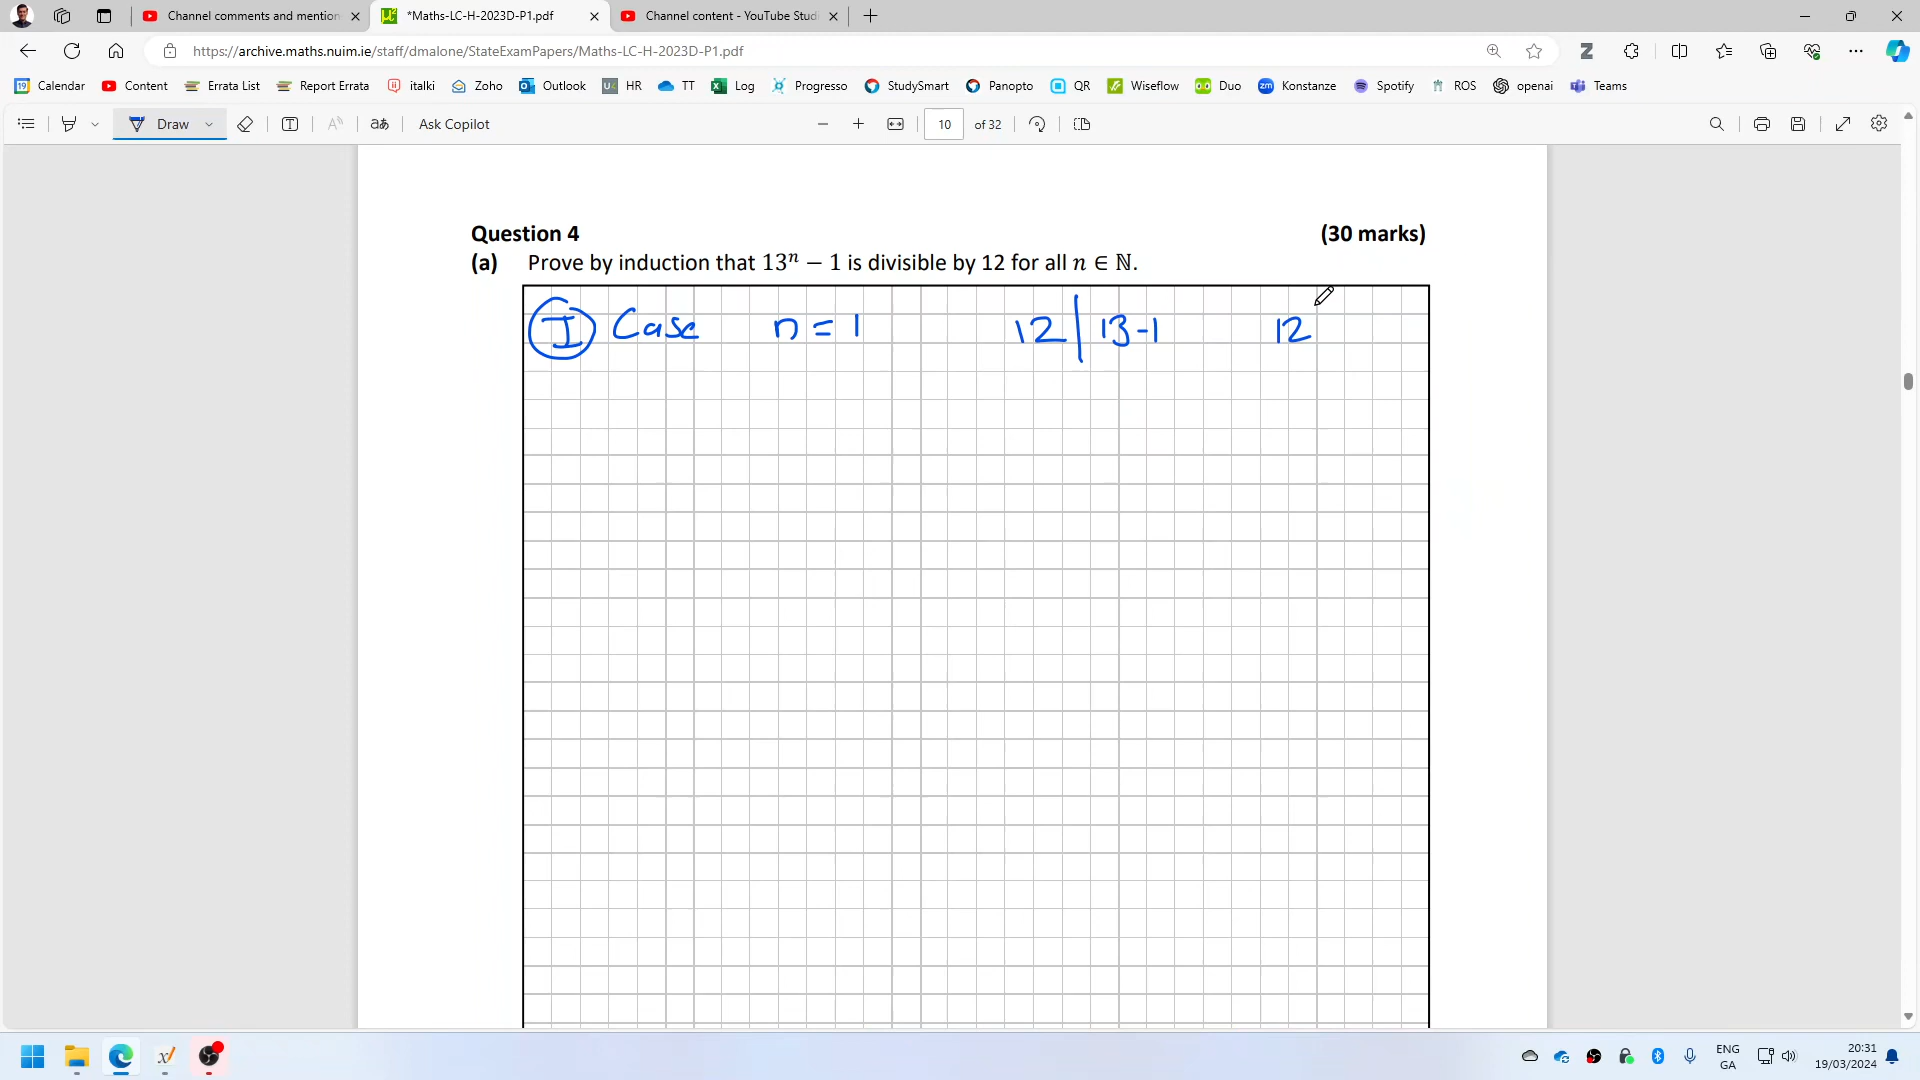 Channel comments and mention
*Maths-LC-H-2023D-P1.pdf
Channel content - YouTube Studi
https://archive.maths.nuim.ie/staff/dmalone/StateExamPapers/Maths-LC-H-2023D-P1.pdf
Calendar Content Errata List Report Errata italki Zoho Outlook HR TT Log Progresso StudySmart Panopto QR Wiseflow Duo Konstanze Spotify ROS openai Teams
Draw Ask Copilot 10 of 32
Question 4 (30 marks)
(a) Prove by induction that 13ⁿ − 1 is divisible by 12 for all n ∈ ℕ.
I Case n = 1 12 | 13-1 12
ENG 20:31
GA 19/03/2024